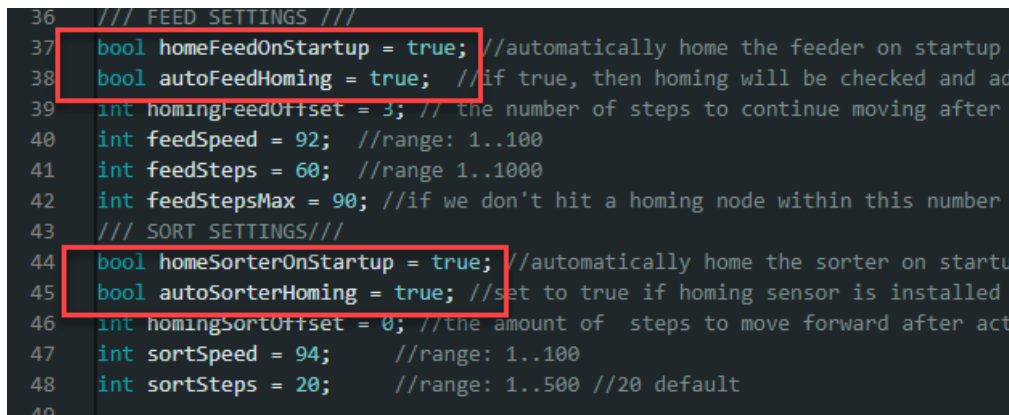 36 /// FEED SETTINGS ///
37 bool homeFeedOnStartup = true; //automatically home the feeder on startup
38 bool autoFeedHoming = true; //if true, then homing will be checked and ad
39 int homingFeedOffset = 3; // the number of steps to continue moving after
40 int feedSpeed = 92; //range: 1..100
41 int feedSteps = 60; //range 1..1000
42 int feedStepsMax = 90; //if we don't hit a homing node within this number
43 /// SORT SETTINGS///
44 bool homeSorterOnStartup = true; //automatically home the sorter on startu
45 bool autoSorterHoming = true; //set to true if homing sensor is installed
46 int homingSortOffset = 0; //the amount of steps to move forward after act
47 int sortSpeed = 94; //range: 1..100
48 int sortSteps = 20; //range: 1..500 //20 default
49